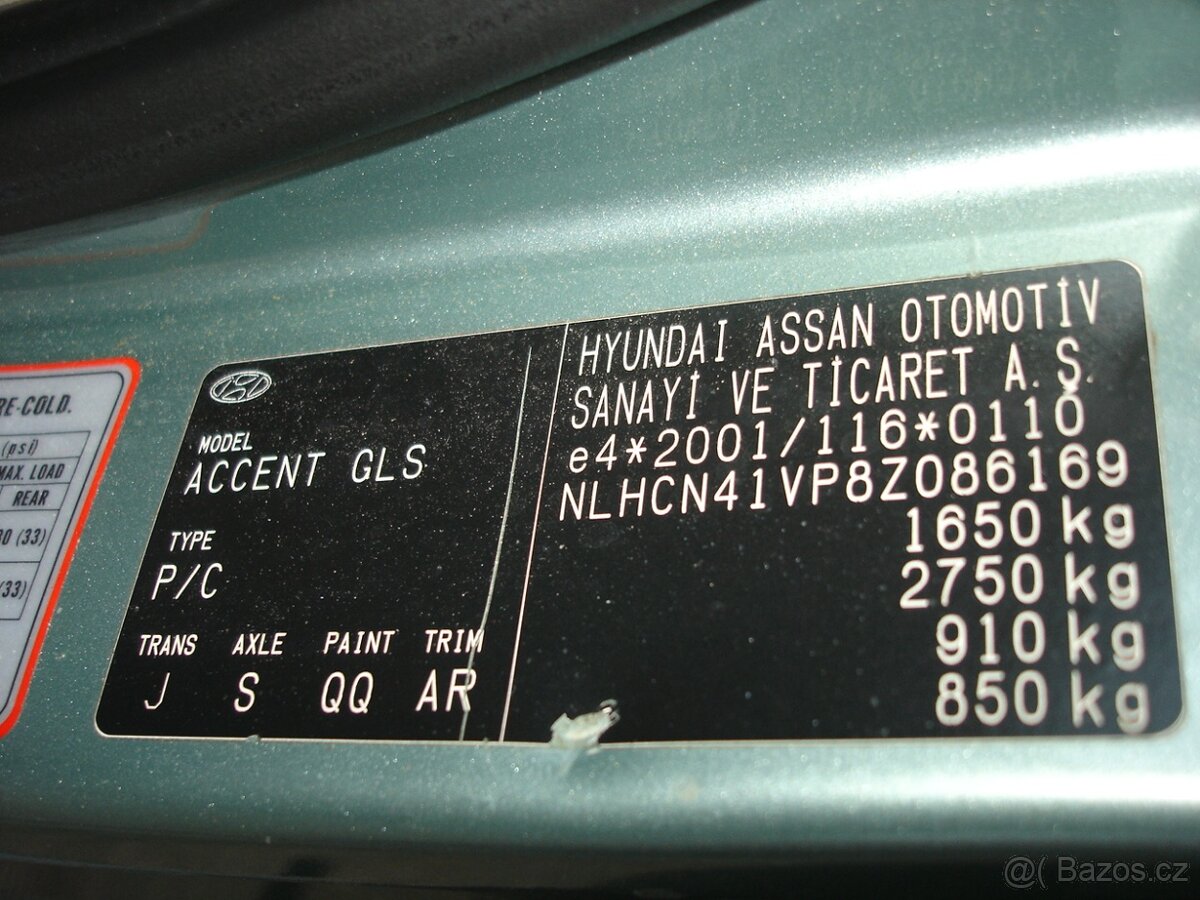 RE-COLD.
(psi)
MAX. LOAD
REAR
(33)
(33)
MODEL
ACCENT GLS
TYPE
P/C
TRANS AXLE PAINT TRIM
J S QQ AR
HYUNDAI ASSAN OTOMOTİV
SANAYİ VE TİCARET A.Ş.
e4*2001/116*0110
NLHCN41VP8Z086169
1650 kg
2750 kg
910 kg
850 kg
@( Bazos.cz